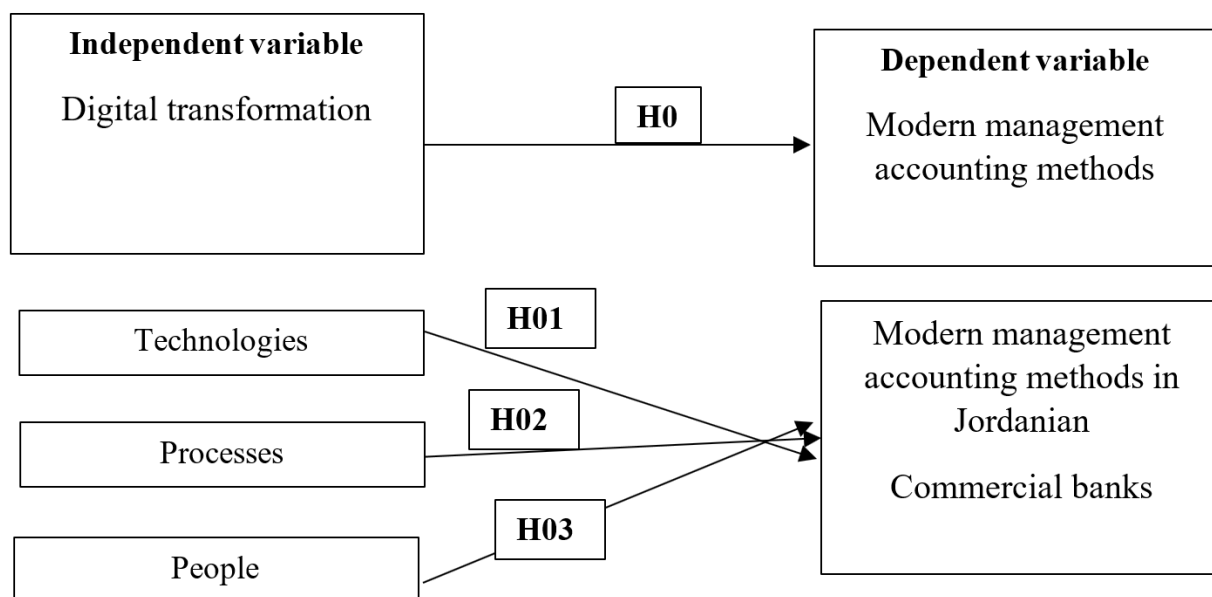 Independent variable
Digital transformation
H0
Dependent variable
Modern management
accounting methods
Technologies
H01
Processes
H02
People
H03
Modern management
accounting methods in
Jordanian
Commercial banks